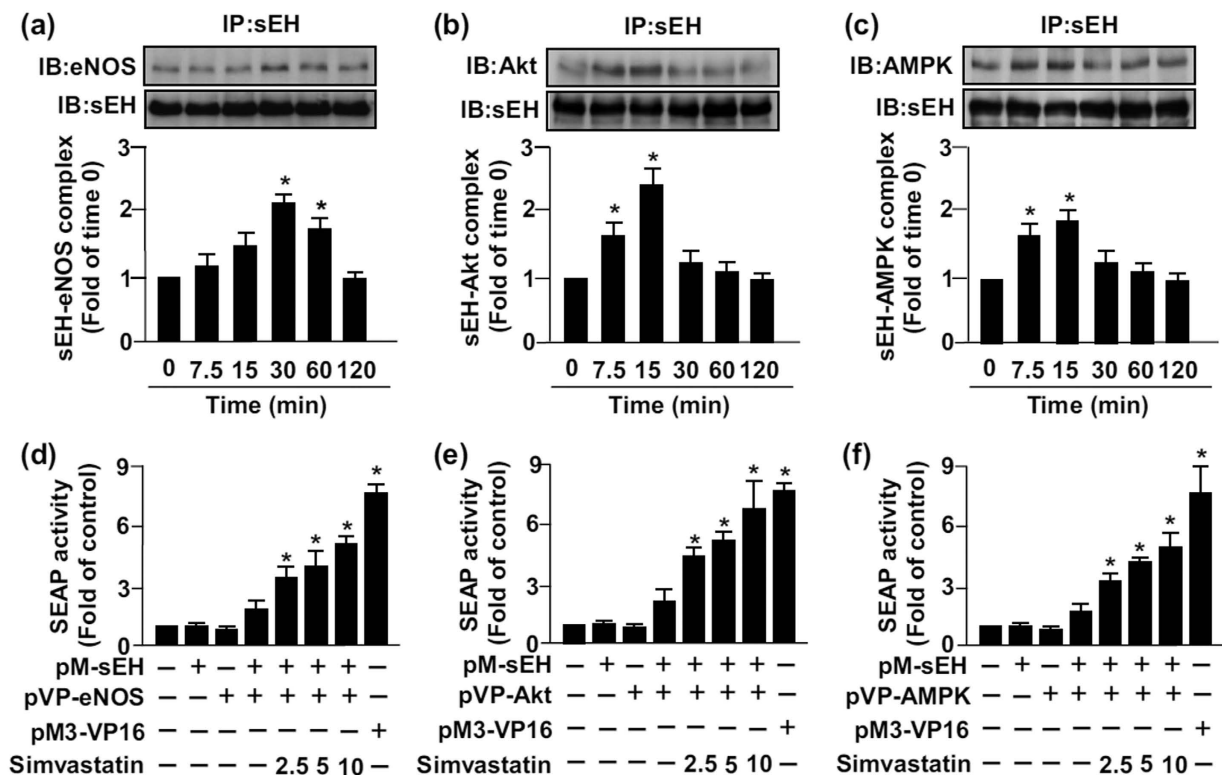 (a) IP:sEH
IB:eNOS
IB:sEH
sEH-eNOS complex
(Fold of time 0)
3
2
1
0
0 7.5 15 30 60 120
* *
Time (min)
(b) IP:sEH
IB:Akt
IB:sEH
sEH-Akt complex
(Fold of time 0)
3
2
1
0
* *
0 7.5 15 30 60 120
Time (min)
(c) IP:sEH
IB:AMPK
IB:sEH
sEH-AMPK complex
(Fold of time 0)
3
2
1
0
* *
0 7.5 15 30 60 120
Time (min)
(d)
SEAP activity
(Fold of control)
9
6
3
0
* * * *
pM-sEH – + – + + + + –
pVP-eNOS – – + + + + + –
pM3-VP16 – – – – – – – +
Simvastatin – – – – 2.5 5 10 –
(e)
SEAP activity
(Fold of control)
9
6
3
0
* * * *
pM-sEH – + – + + + + –
pVP-Akt – – + + + + + –
pM3-VP16 – – – – – – – +
Simvastatin – – – – 2.5 5 10 –
(f)
SEAP activity
(Fold of control)
9
6
3
0
* * * *
pM-sEH – + – + + + + –
pVP-AMPK – – + + + + + –
pM3-VP16 – – – – – – – +
Simvastatin – – – – 2.5 5 10 –